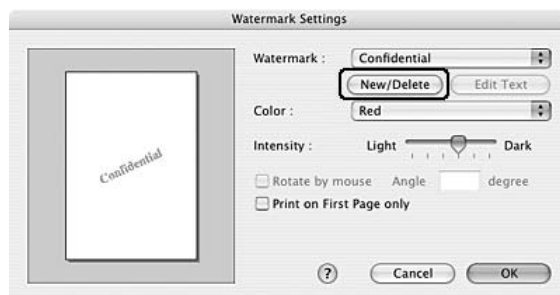 Watermark Settings
Watermark : Confidential
New/Delete Edit Text
Color : Red
Intensity : Light Dark
Confidential
Rotate by mouse Angle degree
Print on First Page only
? Cancel OK